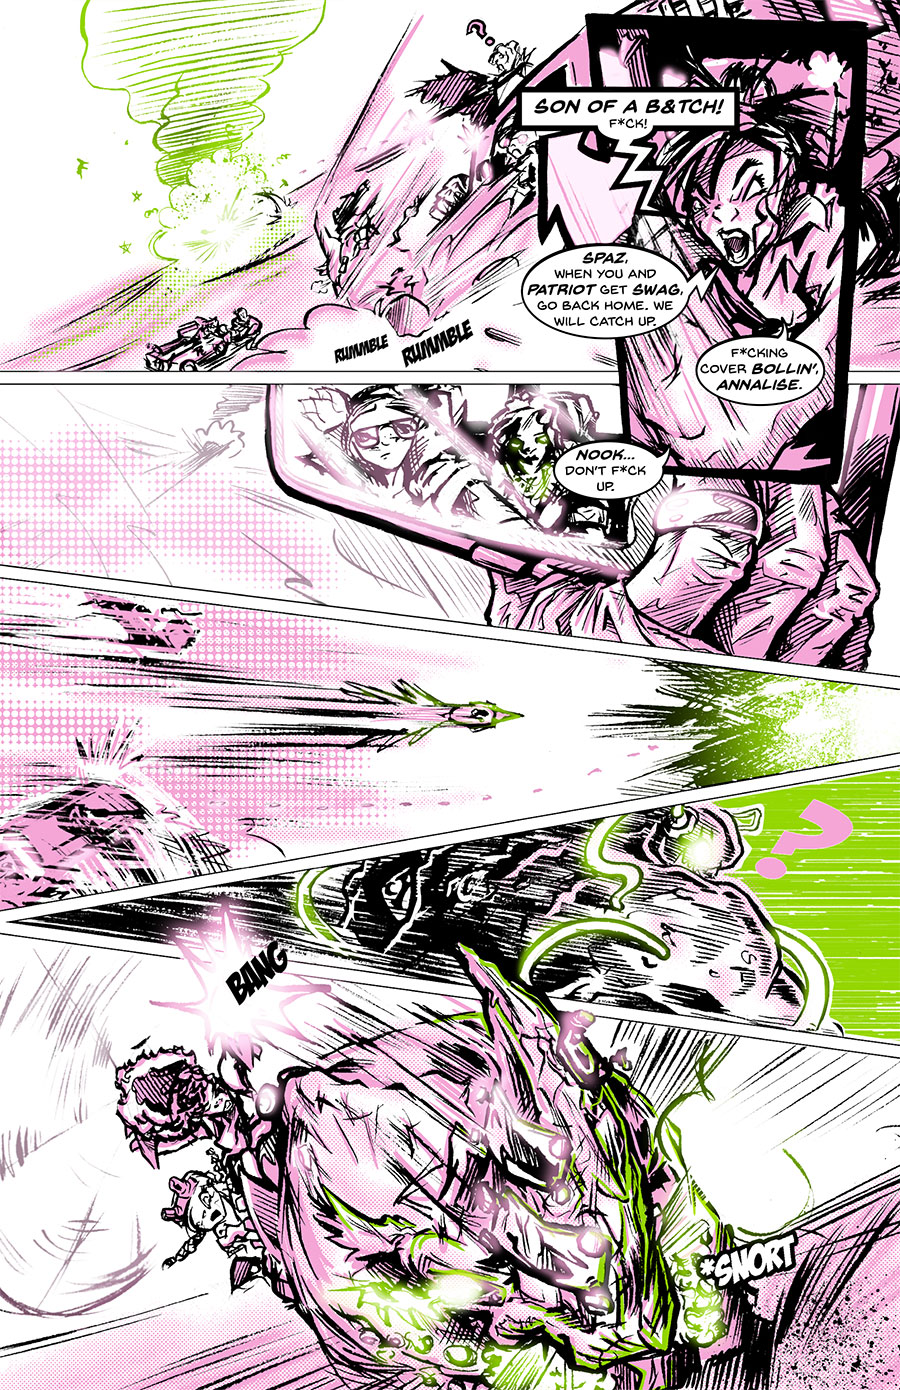 ?
SON OF A B&TCH!
F*CK!
SPAZ,
WHEN YOU AND
PATRIOT GET SWAG,
GO BACK HOME. WE
WILL CATCH UP.
RUMMBLE
RUMMBLE
F*CKING
COVER BOLLIN',
ANNALISE.
NOOK...
DON'T F*CK
UP.
?
BANG
*SNORT